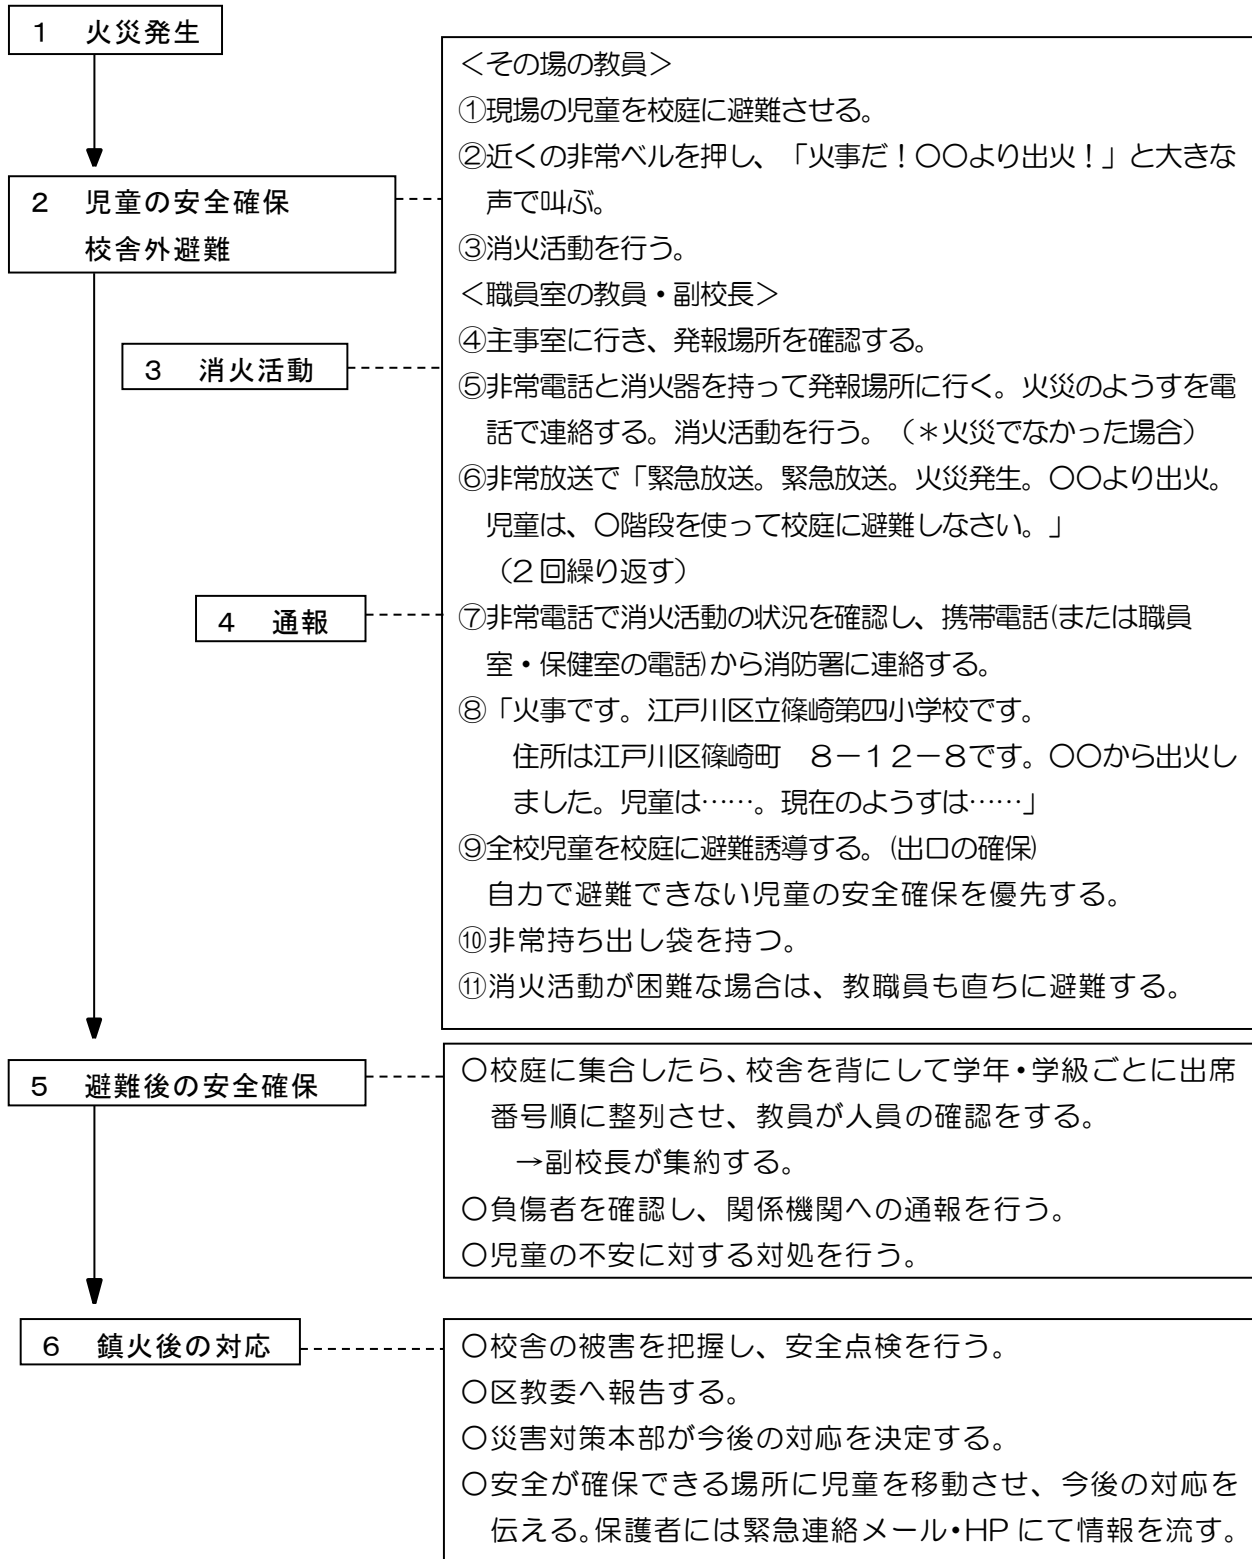 １　火災発生
２　児童の安全確保
校舎外避難
３　消火活動
４　通報
＜その場の教員＞
①現場の児童を校庭に避難させる。
②近くの非常ベルを押し、「火事だ！〇〇より出火！」と大きな
声で叫ぶ。
③消火活動を行う。
＜職員室の教員・副校長＞
④主事室に行き、発報場所を確認する。
⑤非常電話と消火器を持って発報場所に行く。火災のようすを電
話で連絡する。消火活動を行う。（＊火災でなかった場合）
⑥非常放送で「緊急放送。緊急放送。火災発生。〇〇より出火。
児童は、〇階段を使って校庭に避難しなさい。」
（２回繰り返す）
⑦非常電話で消火活動の状況を確認し、携帯電話(または職員
室・保健室の電話)から消防署に連絡する。
⑧「火事です。江戸川区立篠崎第四小学校です。
住所は江戸川区篠崎町　８－１２－８です。〇〇から出火し
ました。児童は……。現在のようすは……」
⑨全校児童を校庭に避難誘導する。(出口の確保)
自力で避難できない児童の安全確保を優先する。
⑩非常持ち出し袋を持つ。
⑪消火活動が困難な場合は、教職員も直ちに避難する。
５　避難後の安全確保
〇校庭に集合したら、校舎を背にして学年・学級ごとに出席
番号順に整列させ、教員が人員の確認をする。
→副校長が集約する。
〇負傷者を確認し、関係機関への通報を行う。
〇児童の不安に対する対処を行う。
６　鎮火後の対応
〇校舎の被害を把握し、安全点検を行う。
〇区教委へ報告する。
〇災害対策本部が今後の対応を決定する。
〇安全が確保できる場所に児童を移動させ、今後の対応を
伝える。保護者には緊急連絡メール・HPにて情報を流す。